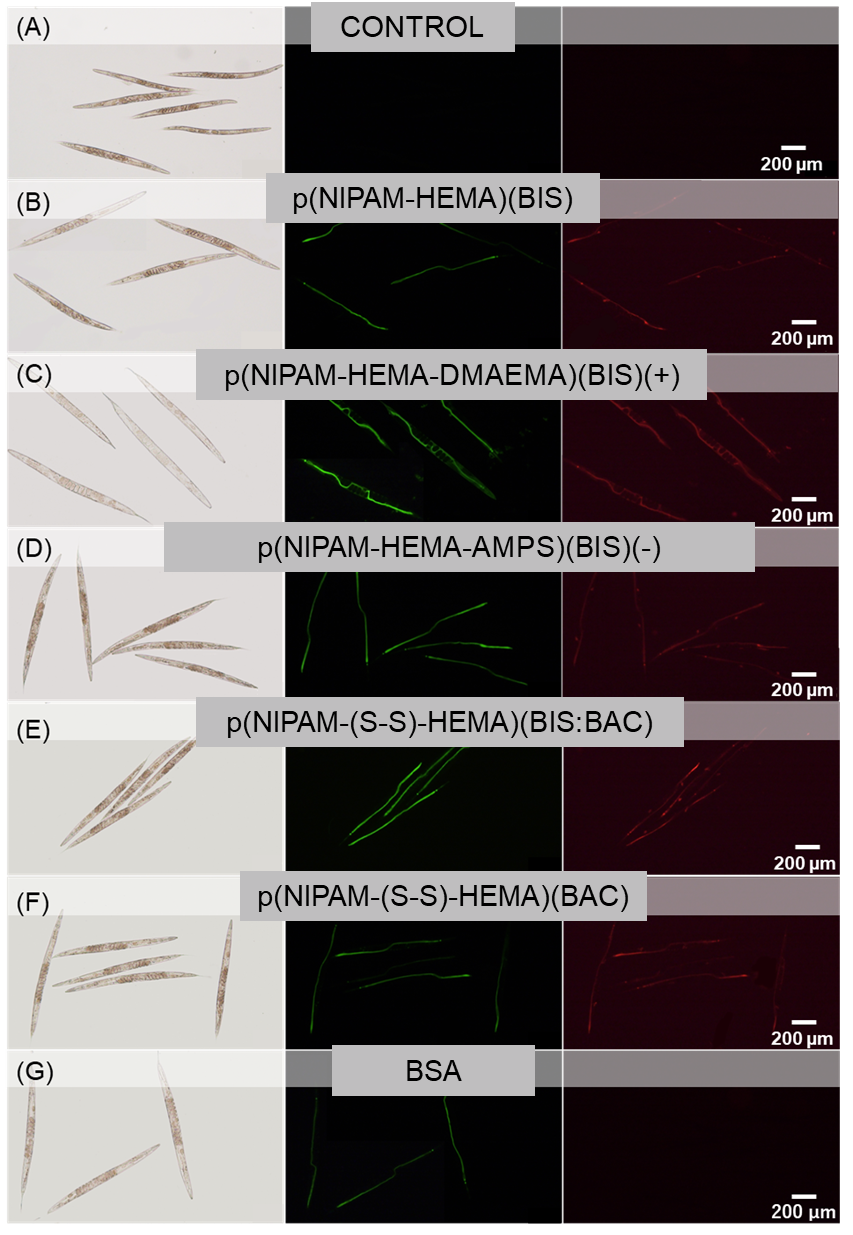 (A)
CONTROL
200 µm
(B)
p(NIPAM-HEMA)(BIS)
200 µm
(C)
p(NIPAM-HEMA-DMAEMA)(BIS)(+)
200 µm
(D)
p(NIPAM-HEMA-AMPS)(BIS)(-)
200 µm
(E)
p(NIPAM-(S-S)-HEMA)(BIS:BAC)
200 µm
(F)
p(NIPAM-(S-S)-HEMA)(BAC)
200 µm
(G)
BSA
200 µm